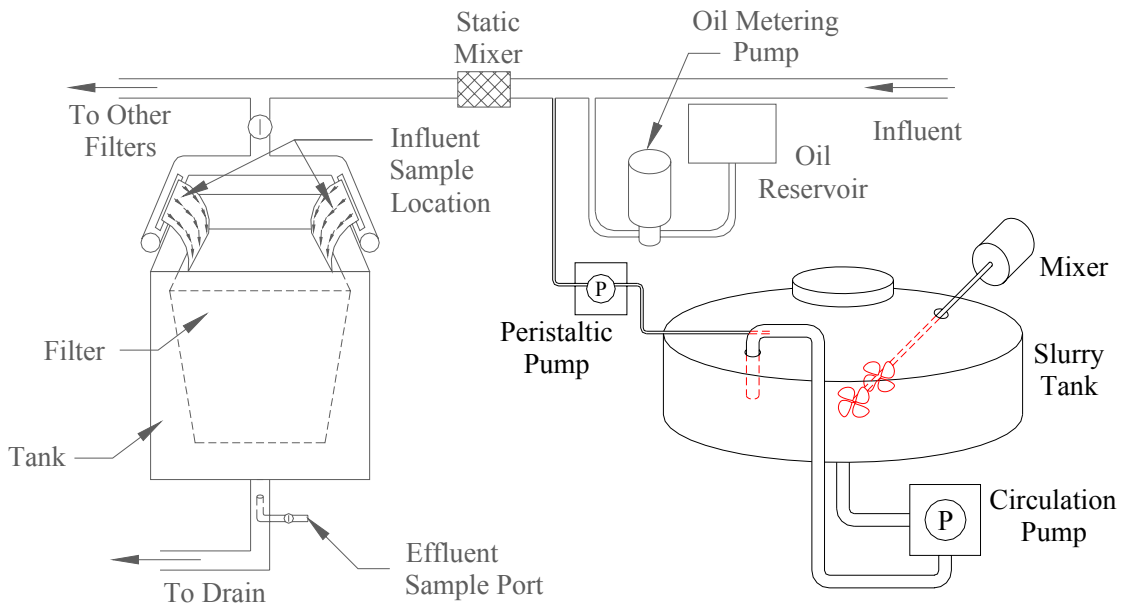 Static
Mixer
Oil Metering
Pump
To Other
Filters
Influent
Sample
Location
Influent
Oil
Reservoir
Mixer
P
Peristaltic
Pump
Filter
Slurry
Tank
Tank
Circulation
Pump
P
Effluent
Sample Port
To Drain